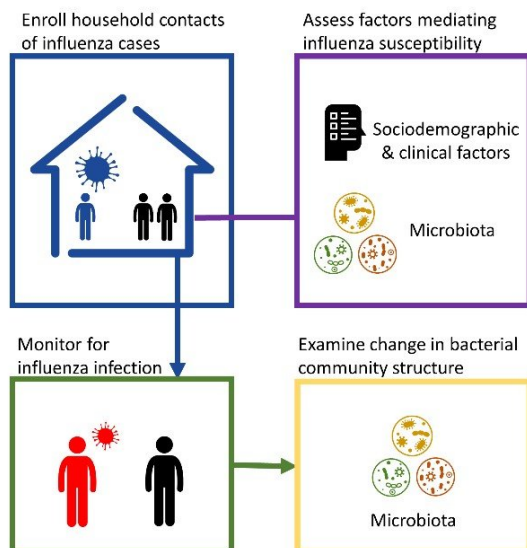 Enroll household contacts
of influenza cases
Assess factors mediating
influenza susceptibility
Sociodemographic
& clinical factors
Microbiota
Monitor for
influenza infection
Examine change in bacterial
community structure
Microbiota